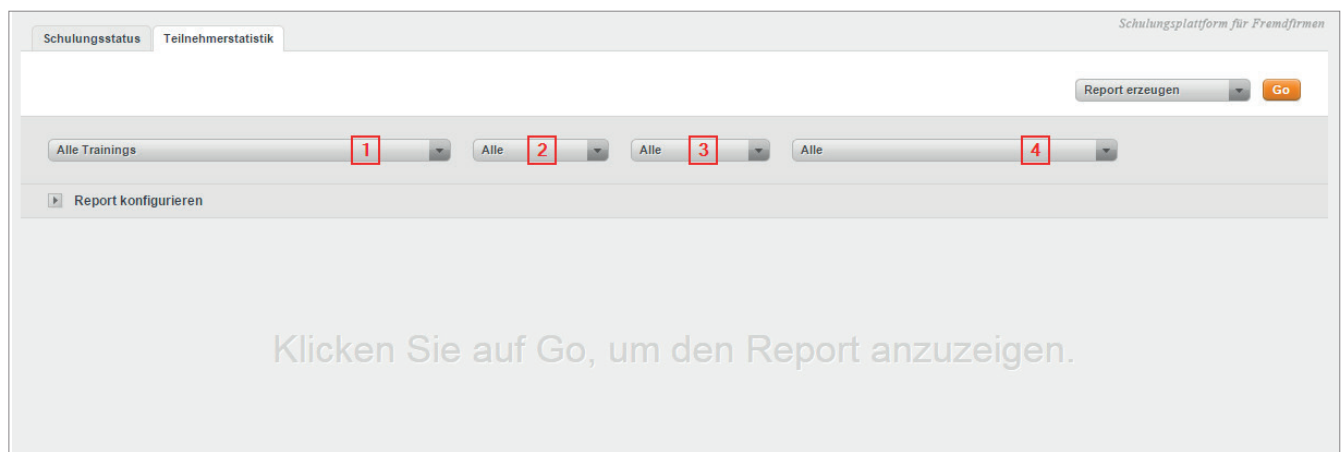 Schulungsplattform für Fremdfirmen
Schulungsstatus Teilnehmerstatistik
Report erzeugen Go
Alle Trainings 1 Alle 2 Alle 3 Alle 4
Report konfigurieren
Klicken Sie auf Go, um den Report anzuzeigen.